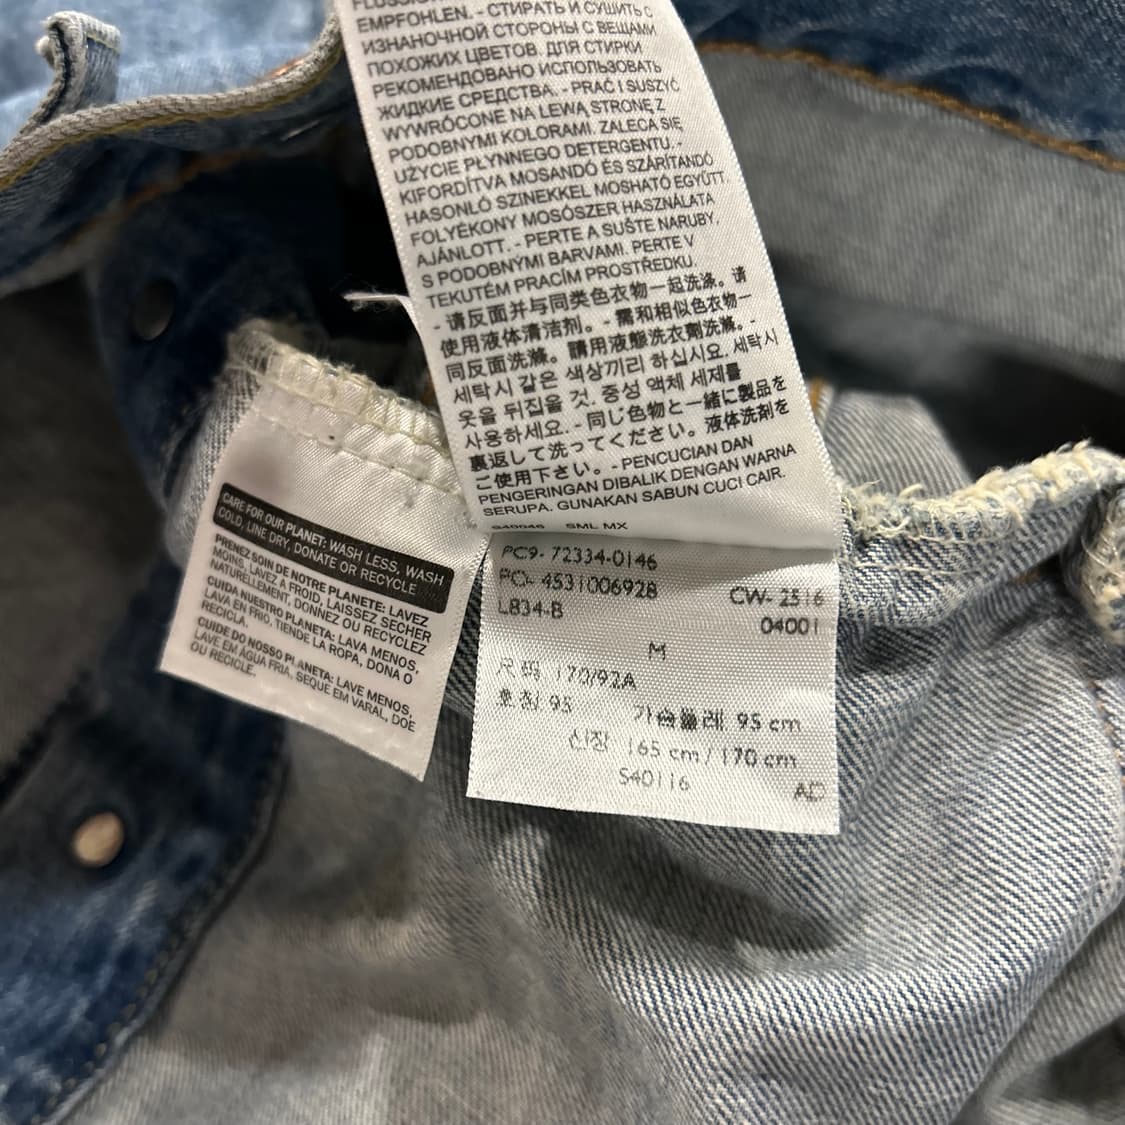 EMPFOHLEN. - СТИРАТЬ И СУШИТЬ С
ИЗНАНОЧНОЙ СТОРОНЫ С ВЕЩАМИ
ПОХОЖИХ ЦВЕТОВ. ДЛЯ СТИРКИ
РЕКОМЕНДОВАНО ИСПОЛЬЗОВАТЬ
ЖИДКИЕ СРЕДСТВА. - PRAĆ I SUSZYĆ
WYWRÓCONE NA LEWĄ STRONĘ Z
PODOBNYMI KOLORAMI. ZALECA SIĘ
UŻYCIE PŁYNNEGO DETERGENTU. -
KIFORDÍTVA MOSANDÓ ÉS SZÁRÍTANDÓ
HASONLÓ SZINEKKEL MOSHATÓ EGYÜTT.
FOLYÉKONY MOSÓSZER HASZNÁLATA
AJÁNLOTT. - PERTE A SUŠTE NARUBY.
S PODOBNÝMI BARVAMI. PERTE V
TEKUTÉM PRACÍM PROSTŘEDKU.
- 请反面并与同类色衣物一起洗涤。请
使用液体清洁剂。- 需和相似色衣物一
同反面洗滌。請用液態洗衣劑洗滌。-
세탁시 같은 색상끼리 하십시요. 세탁시
옷을 뒤집을 것. 중성 액체 세제를
사용하세요. - 同じ色物と一緒に製品を
裏返して洗ってください。液体洗剤を
ご使用下さい。- PENCUCIAN DAN
PENGERINGAN DIBALIK DENGAN WARNA
SERUPA. GUNAKAN SABUN CUCI CAIR.
SML MX
CARE FOR OUR PLANET: WASH LESS, WASH
COLD, LINE DRY, DONATE OR RECYCLE
PRENEZ SOIN DE NOTRE PLANETE: LAVEZ
MOINS, LAVEZ A FROID, LAISSEZ SECHER
NATURELLEMENT, DONNEZ OU RECYCLEZ
CUIDA NUESTRO PLANETA: LAVA MENOS,
LAVA EN FRIO, TIENDE LA ROPA, DONA O
RECICLA.
CUIDE DO NOSSO PLANETA: LAVE MENOS,
LAVE EM AGUA FRIA, SEQUE EM VARAL, DOE
OU RECICLE.
PC9- 72334-0146
PO- 4531006928
CW- 2516
L834-B
04001
M
尺码 170/92A
호칭 95 가슴둘레 95 cm
신장 165 cm / 170 cm
S40116
AD